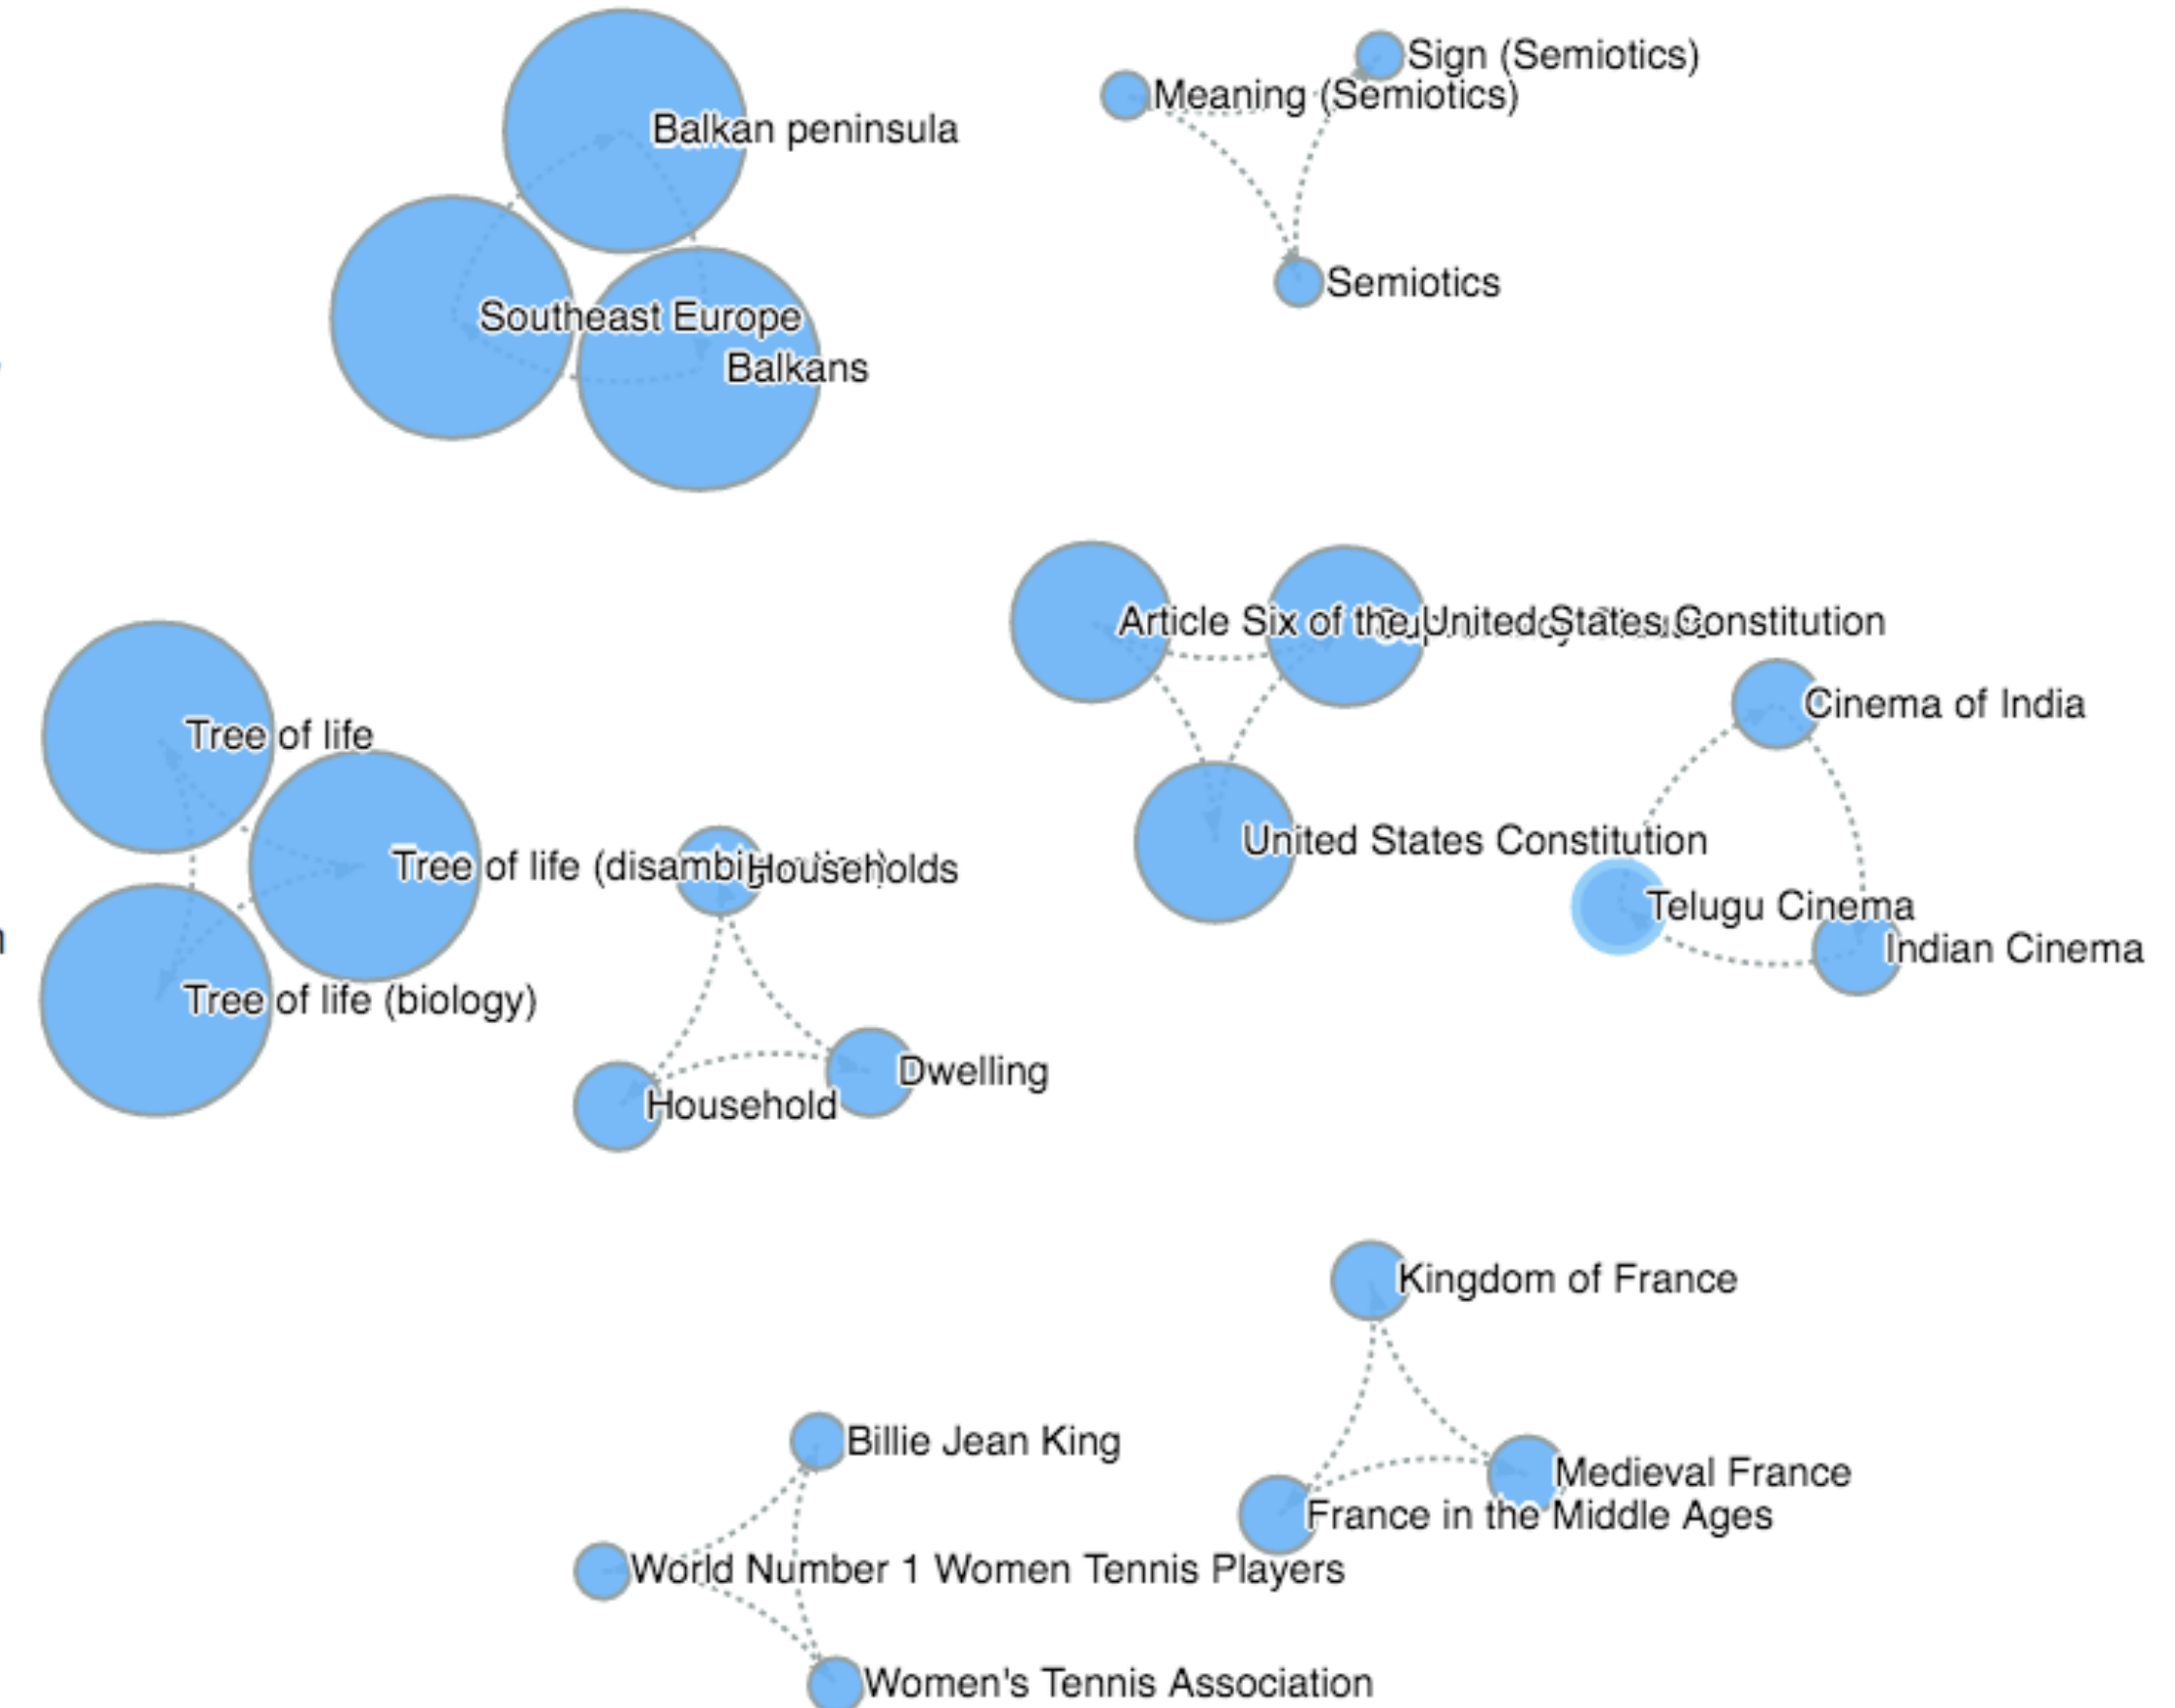 Sign (Semiotics)
Meaning (Semiotics)
Balkan peninsula
Semiotics
Southeast Europe
Balkans
Article Six of the United States Constitution
Cinema of India
Tree of life
United States Constitution
Tree of life
Households
Telugu Cinema
Indian Cinema
Tree of life (biology)
Dwelling
Household
Kingdom of France
Billie Jean King
Medieval France
France in the Middle Ages
World Number 1 Women Tennis Players
Women's Tennis Association